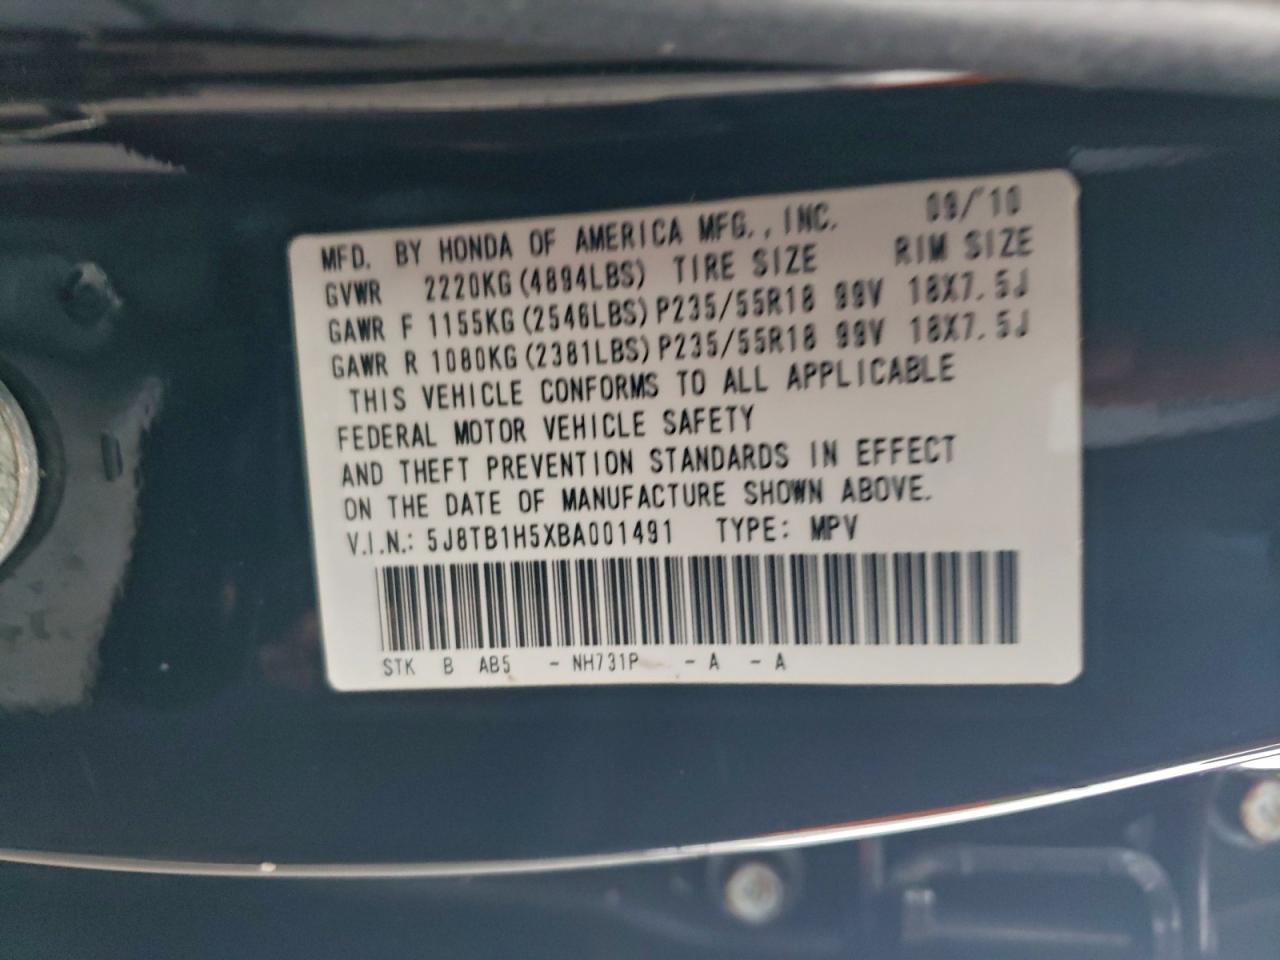 MFD. BY HONDA OF AMERICA MFG., INC. 09/'10
GVWR 2220KG (4894LBS) TIRE SIZE RIM SIZE
GAWR F 1155KG (2546LBS) P235/55R18 99V 18X7.5J
GAWR R 1080KG (2381LBS) P235/55R18 99V 18X7.5J
THIS VEHICLE CONFORMS TO ALL APPLICABLE
FEDERAL MOTOR VEHICLE SAFETY
AND THEFT PREVENTION STANDARDS IN EFFECT
ON THE DATE OF MANUFACTURE SHOWN ABOVE.
V.I.N.: 5J8TB1H5XBA001491 TYPE: MPV
STK B AB5 - NH731P - A - A